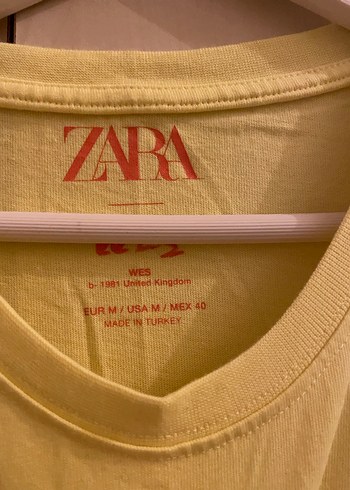 ZARA
WES
b- 1981 United Kingdom
EUR M / USA M / MEX 40
MADE IN TURKEY